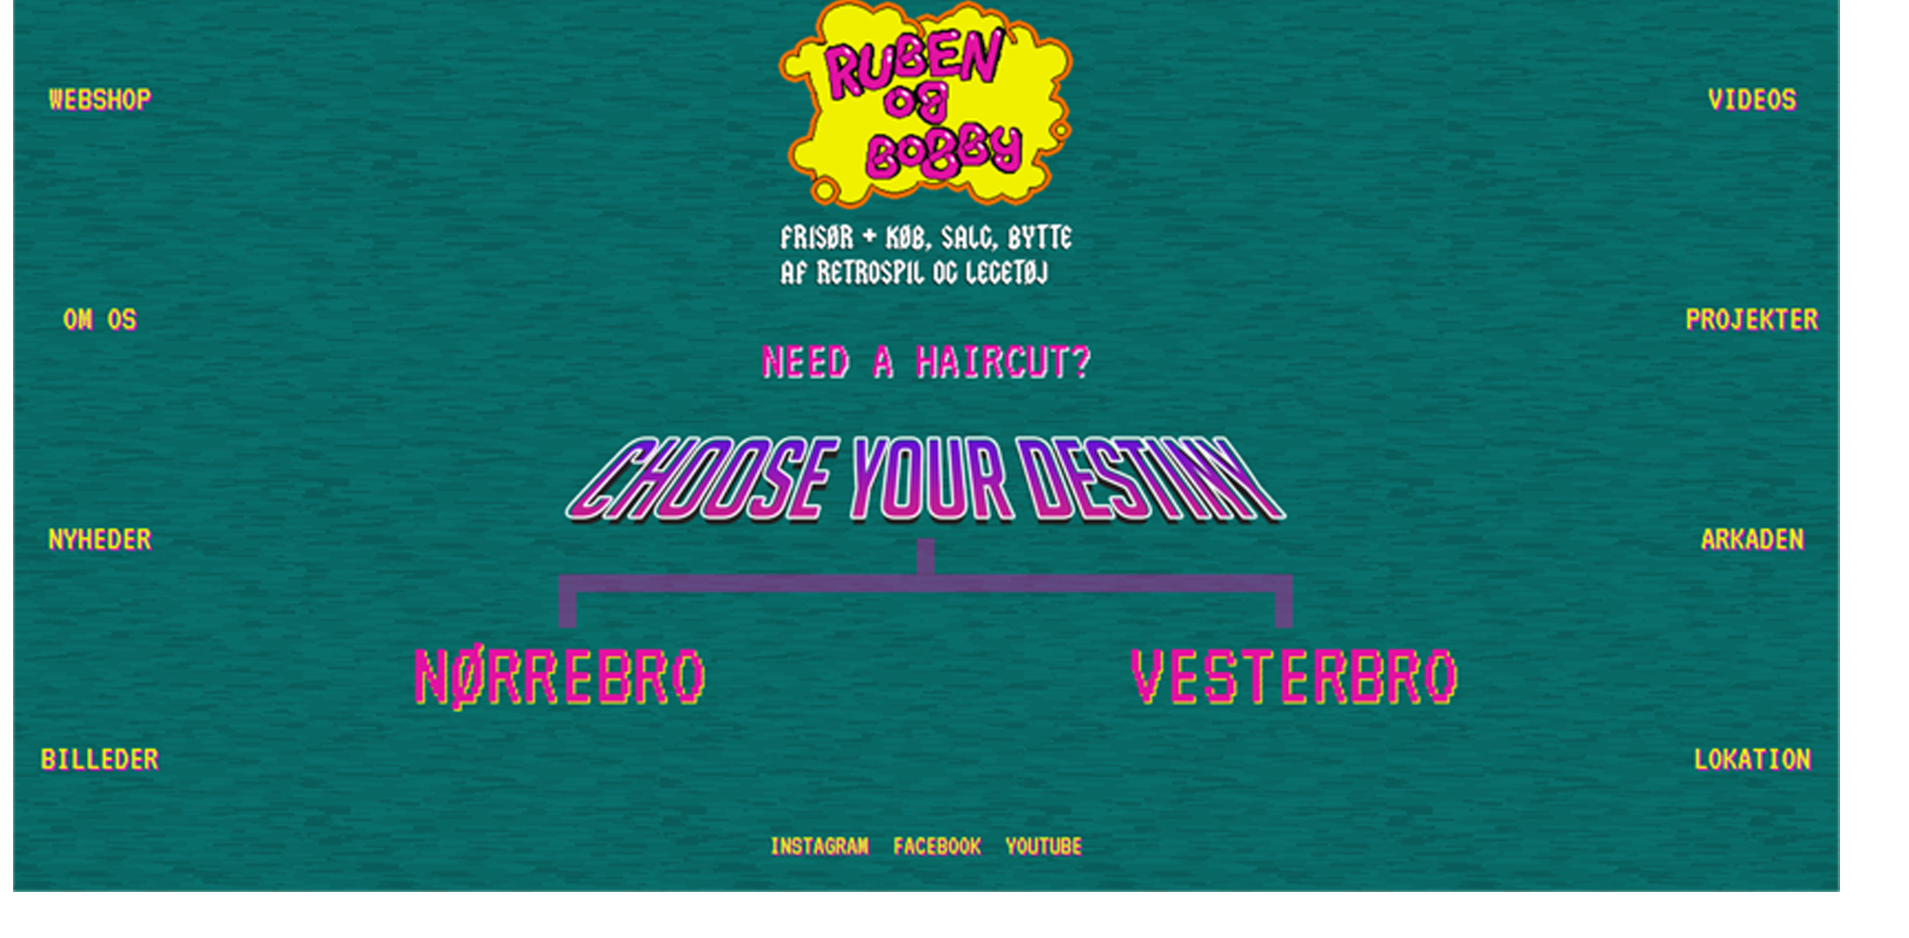 RUBEN
OG
BOBBY
WEBSHOP
VIDEOS
FRISØR + KØB, SALG, BYTTE
AF RETROSPIL OG LEGETØJ
OM OS
PROJEKTER
NEED A HAIRCUT?
CHOOSE YOUR DESTINY
NYHEDER
ARKADEN
NØRREBRO
VESTERBRO
BILLEDER
LOKATION
INSTAGRAM FACEBOOK YOUTUBE